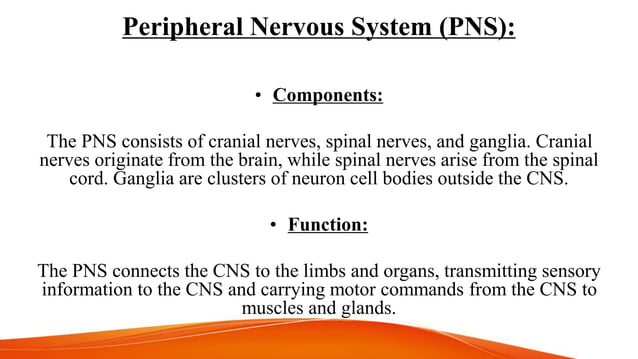 Peripheral Nervous System (PNS):
• Components:
The PNS consists of cranial nerves, spinal nerves, and ganglia. Cranial
nerves originate from the brain, while spinal nerves arise from the spinal
cord. Ganglia are clusters of neuron cell bodies outside the CNS.
• Function:
The PNS connects the CNS to the limbs and organs, transmitting sensory
information to the CNS and carrying motor commands from the CNS to
muscles and glands.